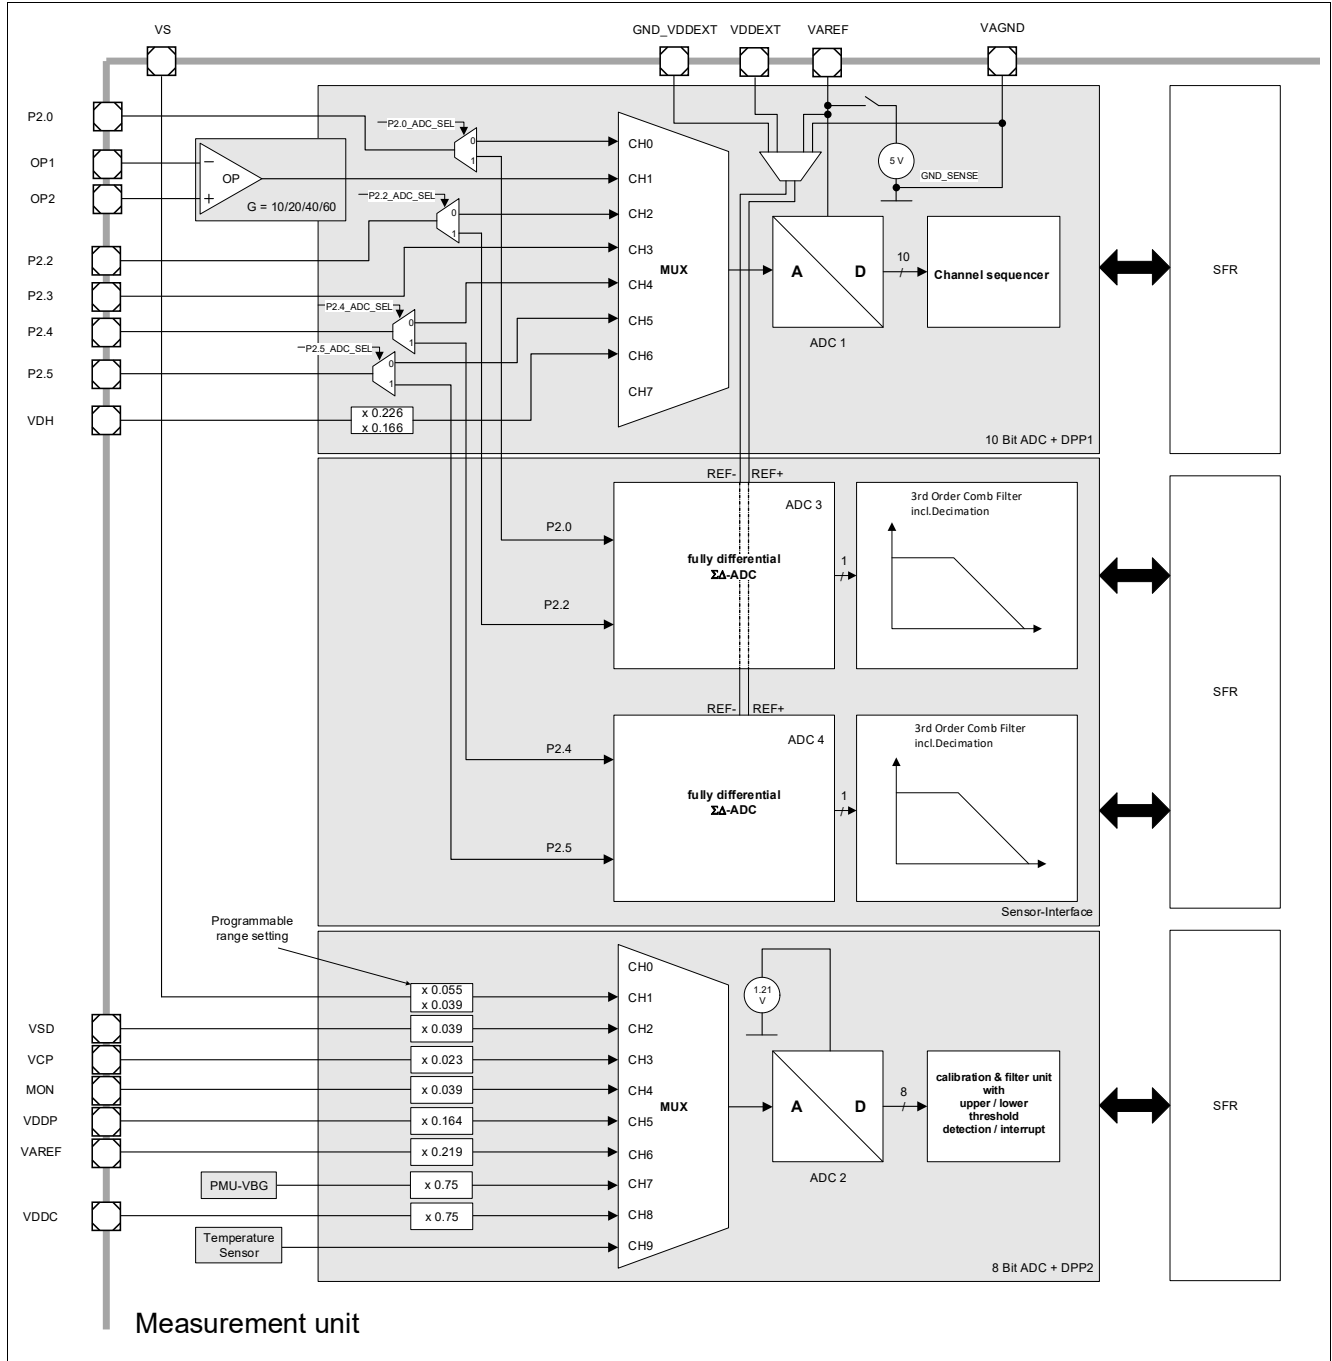 VS
GND_VDDEXT
VDDEXT
VAREF
VAGND
P2.0
OP1
OP2
P2.2
P2.3
P2.4
P2.5
VDH
OP
G = 10/20/40/60
P2.0_ADC_SEL
0
1
P2.2_ADC_SEL
0
1
P2.4_ADC_SEL
0
1
P2.5_ADC_SEL
0
1
x 0.226
x 0.166
CH0
CH1
CH2
CH3
CH4
CH5
CH6
CH7
MUX
5 V
GND_SENSE
A
D
ADC 1
10
Channel sequencer
10 Bit ADC + DPP1
SFR
REF-
REF+
ADC 3
P2.0
P2.2
fully differential
ΣΔ-ADC
1
3rd Order Comb Filter
incl.Decimation
REF-
REF+
ADC 4
P2.4
P2.5
fully differential
ΣΔ-ADC
1
3rd Order Comb Filter
incl.Decimation
Sensor-Interface
SFR
Programmable
range setting
VSD
VCP
MON
VDDP
VAREF
VDDC
PMU-VBG
Temperature
Sensor
x 0.055
x 0.039
x 0.039
x 0.023
x 0.039
x 0.164
x 0.219
x 0.75
x 0.75
CH0
CH1
CH2
CH3
CH4
CH5
CH6
CH7
CH8
CH9
MUX
1.21
V
A
D
ADC 2
8
calibration & filter unit
with
upper / lower
threshold
detection / interrupt
8 Bit ADC + DPP2
SFR
Measurement unit